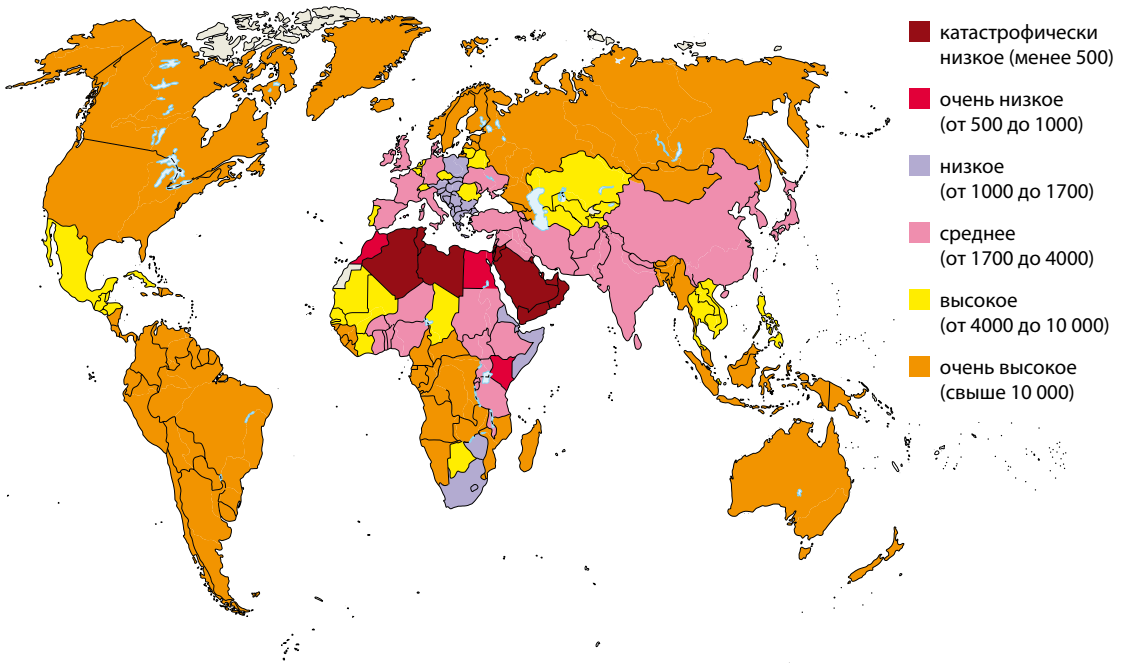 катастрофически
низкое (менее 500)
очень низкое
(от 500 до 1000)
низкое
(от 1000 до 1700)
среднее
(от 1700 до 4000)
высокое
(от 4000 до 10 000)
очень высокое
(свыше 10 000)